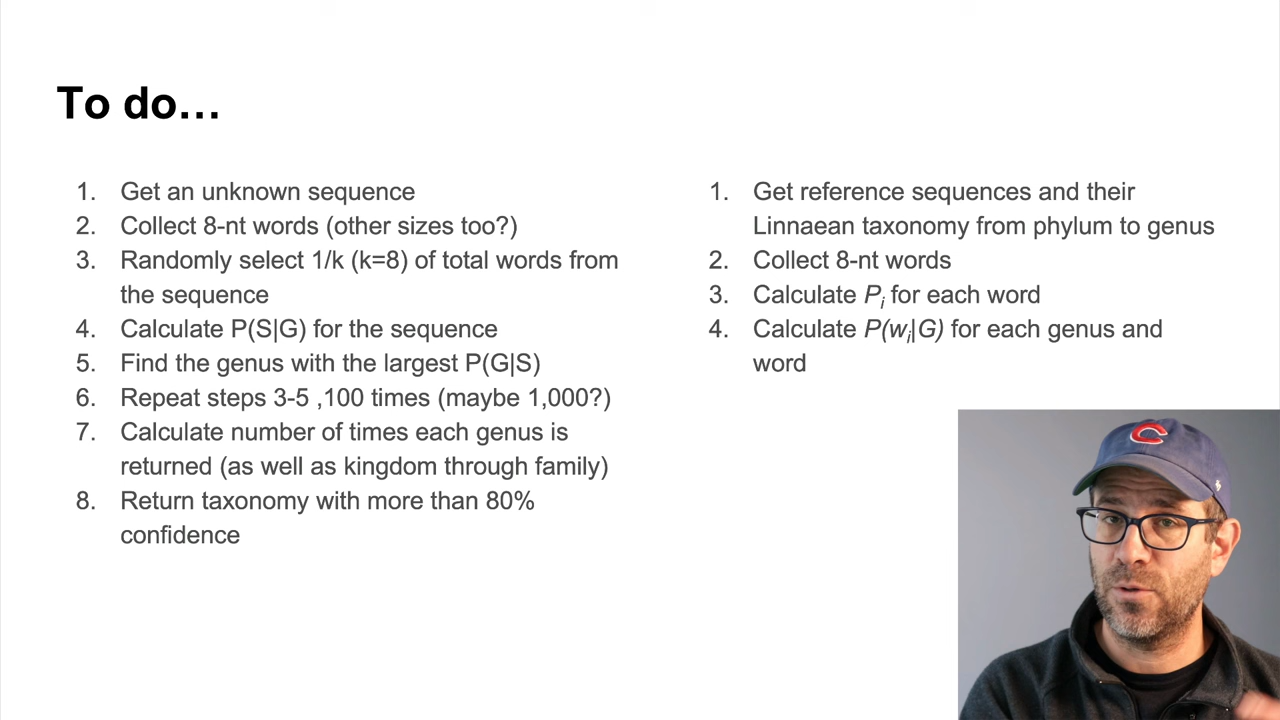 To do…
1. Get an unknown sequence
2. Collect 8-nt words (other sizes too?)
3. Randomly select 1/k (k=8) of total words from
the sequence
4. Calculate P(S|G) for the sequence
5. Find the genus with the largest P(G|S)
6. Repeat steps 3-5 ,100 times (maybe 1,000?)
7. Calculate number of times each genus is
returned (as well as kingdom through family)
8. Return taxonomy with more than 80%
confidence
1. Get reference sequences and their
Linnaean taxonomy from phylum to genus
2. Collect 8-nt words
3. Calculate Pi for each word
4. Calculate P(wi|G) for each genus and
word
C